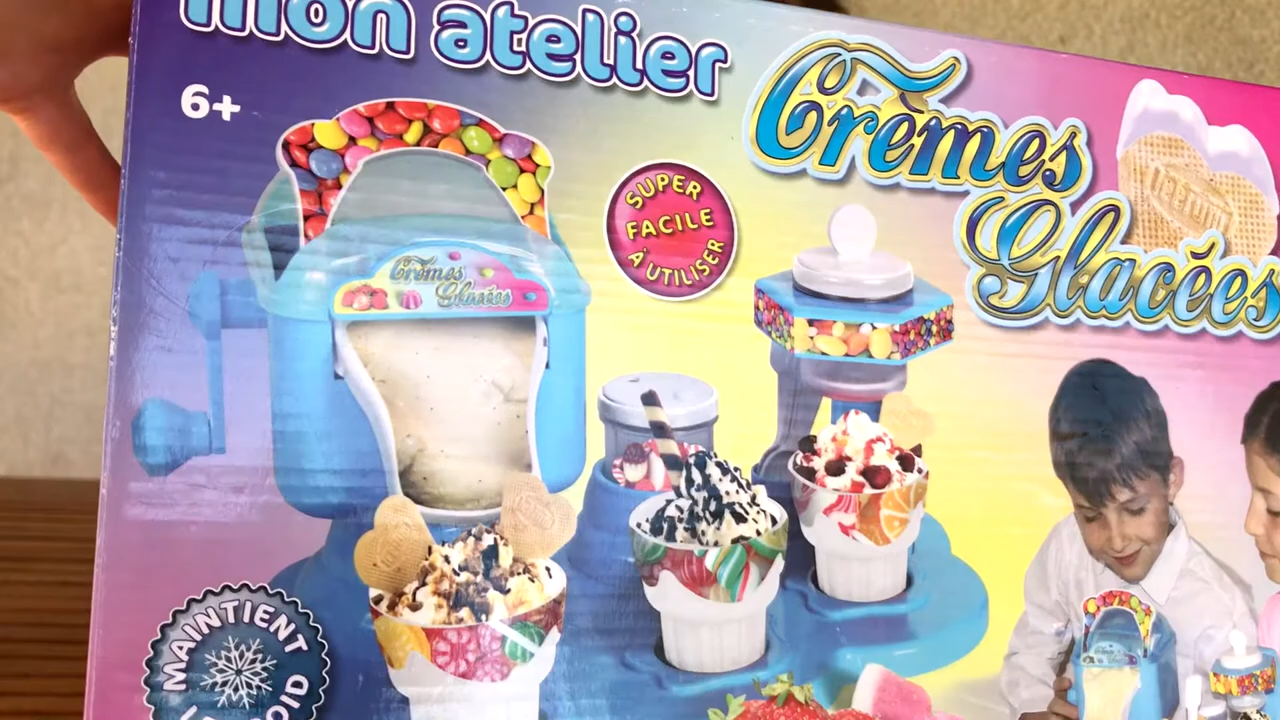 mon atelier
6+
Crèmes
Glacées
SUPER
FACILE
À UTILISER
Crèmes
Glacées
MAINTIENT